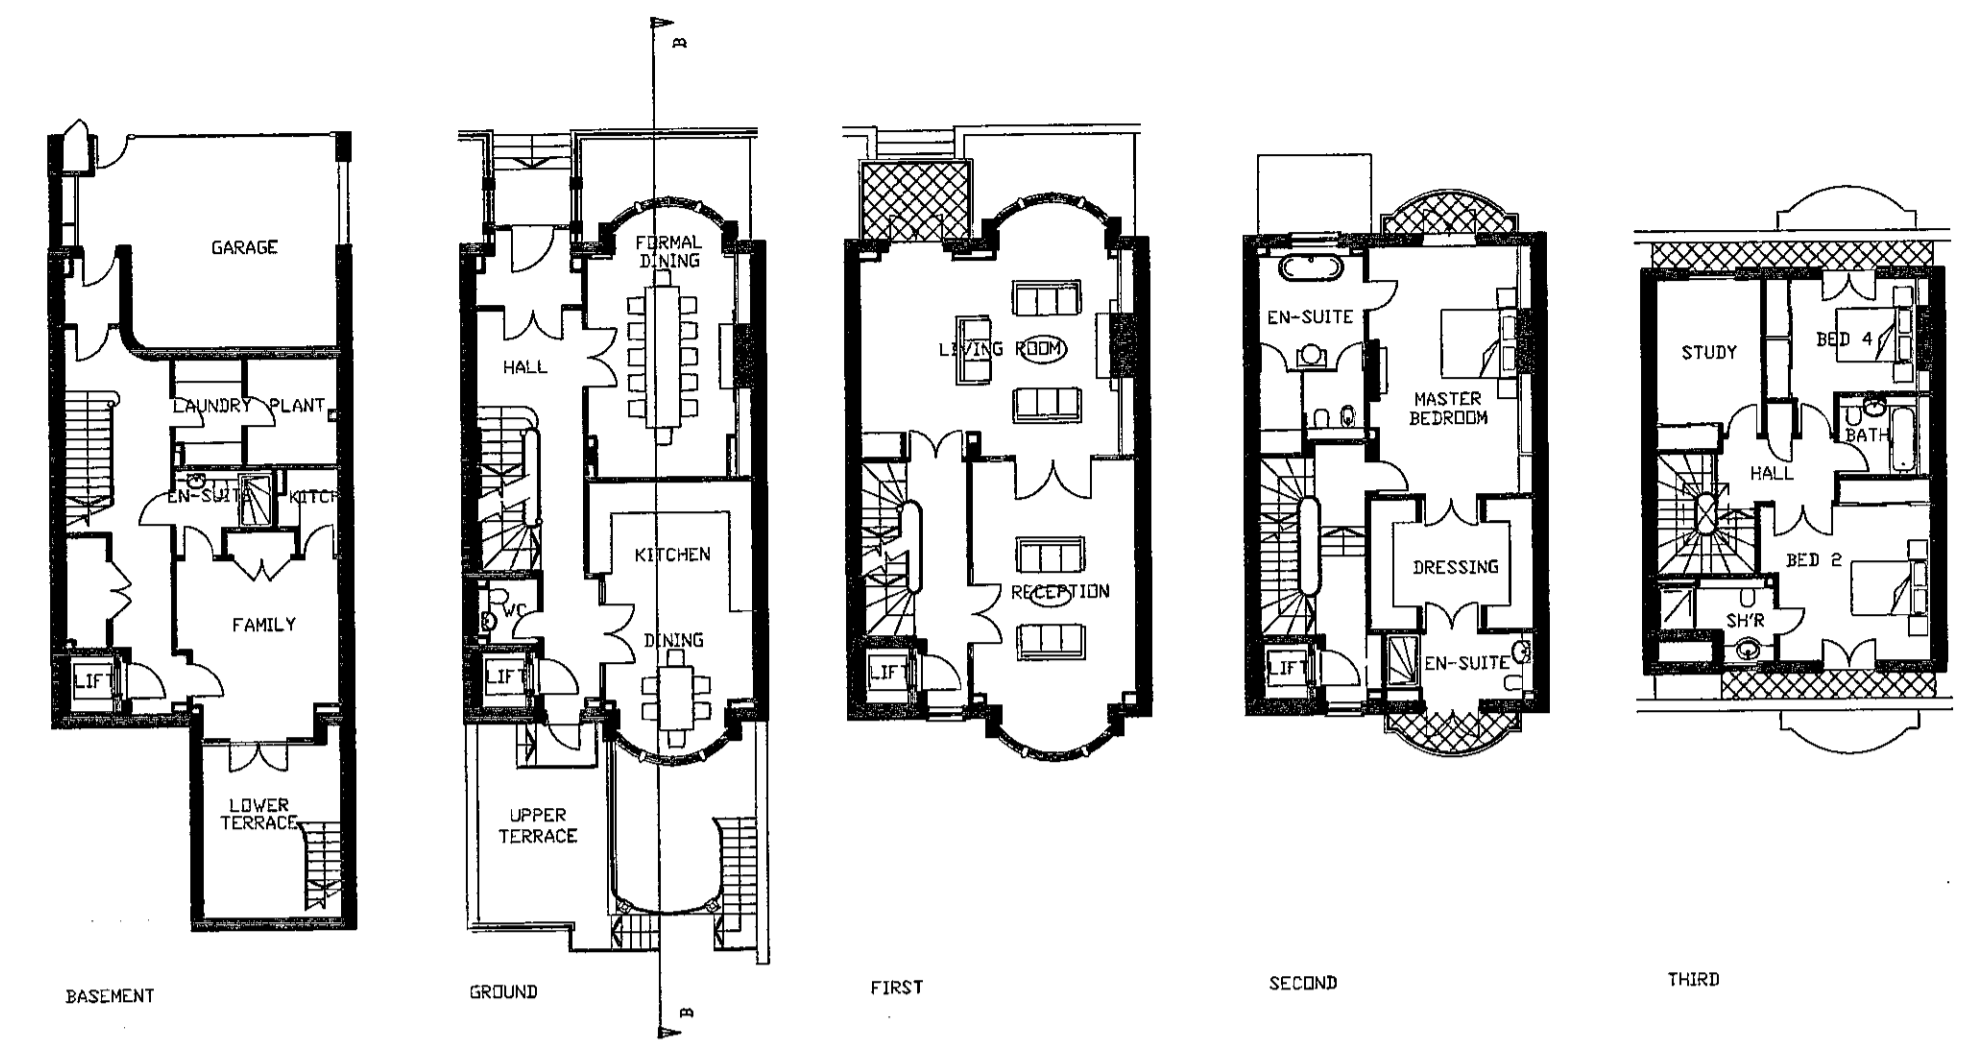 B
GARAGE
LAUNDRY
PLANT
EN-SUITE
KITCH
FAMILY
LIFT
LOWER
TERRACE
BASEMENT
FORMAL
DINING
HALL
KITCHEN
WC
DINING
LIFT
UPPER
TERRACE
B
GROUND
LIVING ROOM
RECEPTION
LIFT
FIRST
EN-SUITE
MASTER
BEDROOM
DRESSING
EN-SUITE
LIFT
SECOND
STUDY
BED 4
BATH
HALL
BED 2
SH'R
THIRD